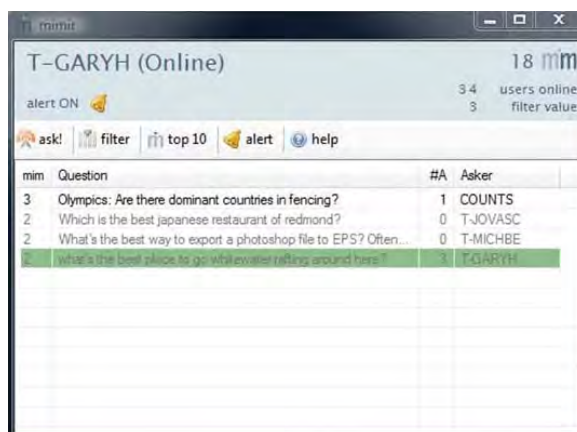 mimir
T-GARYH (Online)
18 mim
alert ON
34 users online
3 filter value
ask! filter top 10 alert help
mim Question #A Asker
3 Olympics: Are there dominant countries in fencing? 1 COUNTS
2 Which is the best japanese restaurant of redmond? 0 T-JOVASC
2 What's the best way to export a photoshop file to EPS? Often... 0 T-MICHBE
2 what's the best place to go whitewater rafting around here? 3 T-GARYH